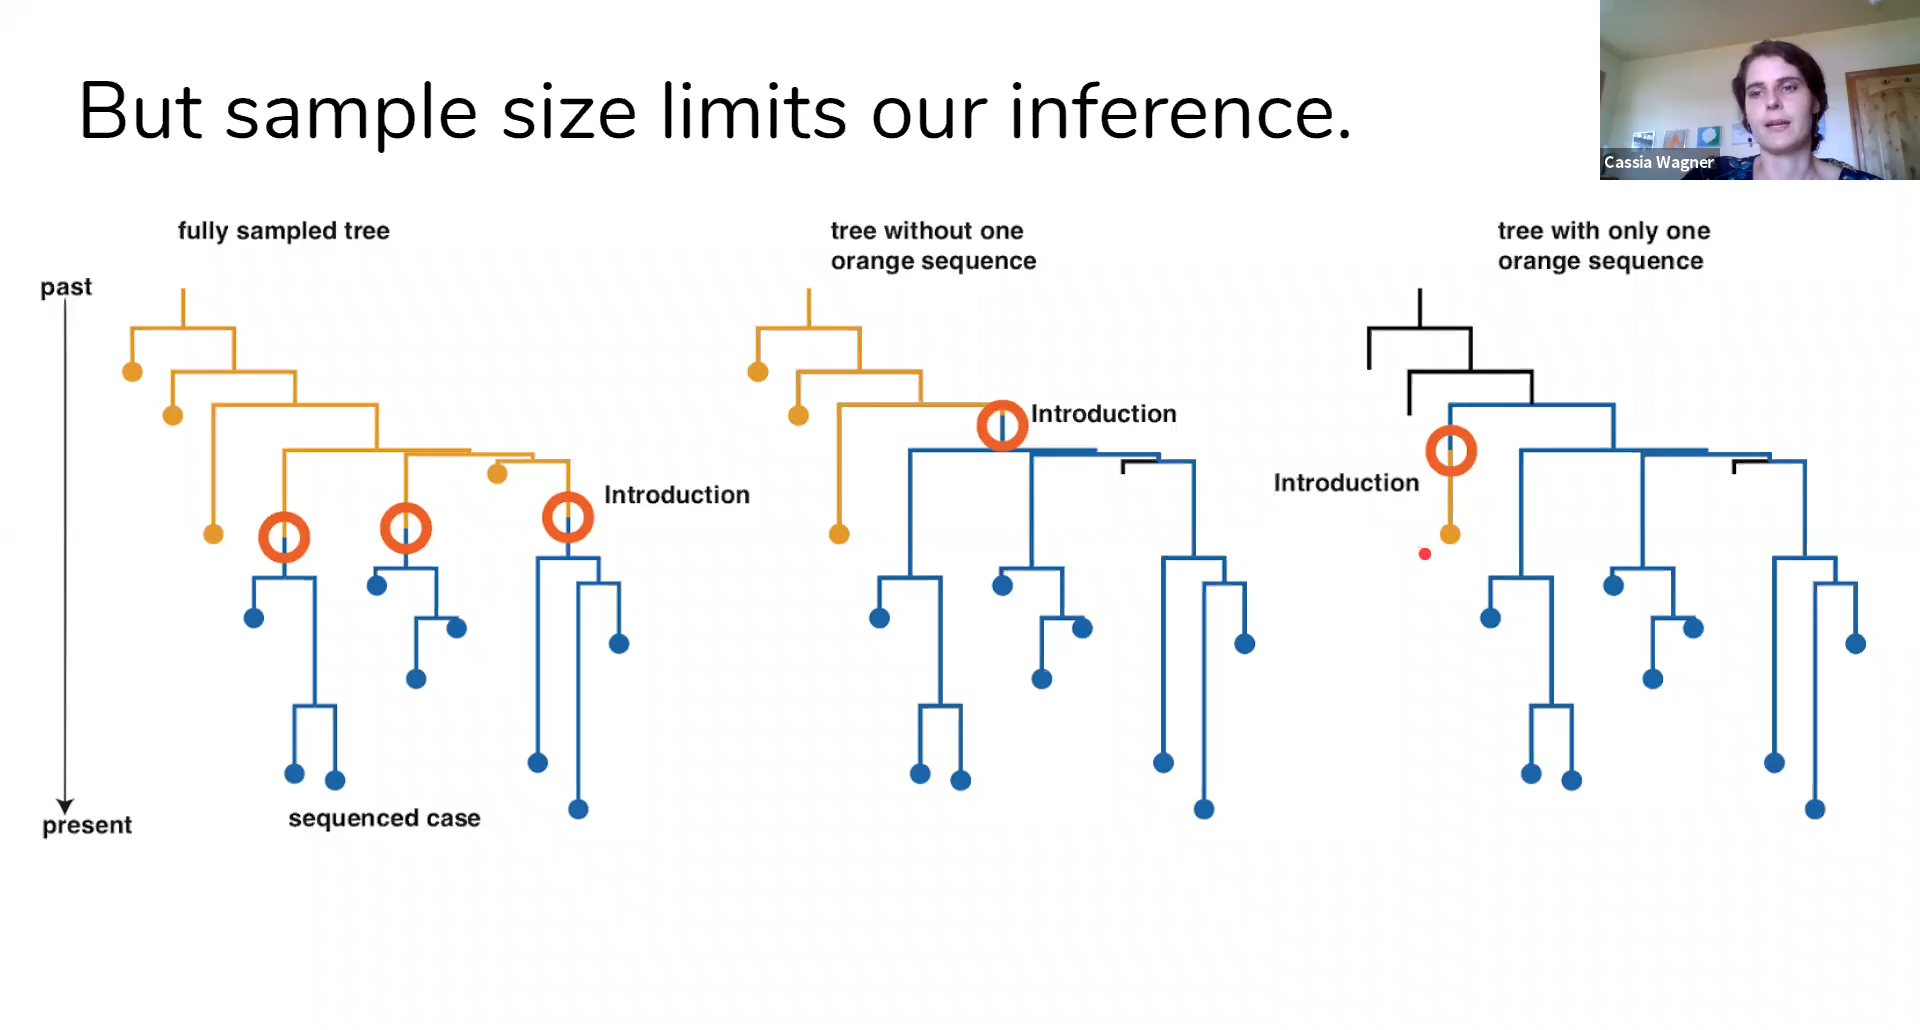 But sample size limits our inference.
Cassia Wagner
fully sampled tree
tree without one
orange sequence
tree with only one
orange sequence
past
Introduction
Introduction
Introduction
sequenced case
present